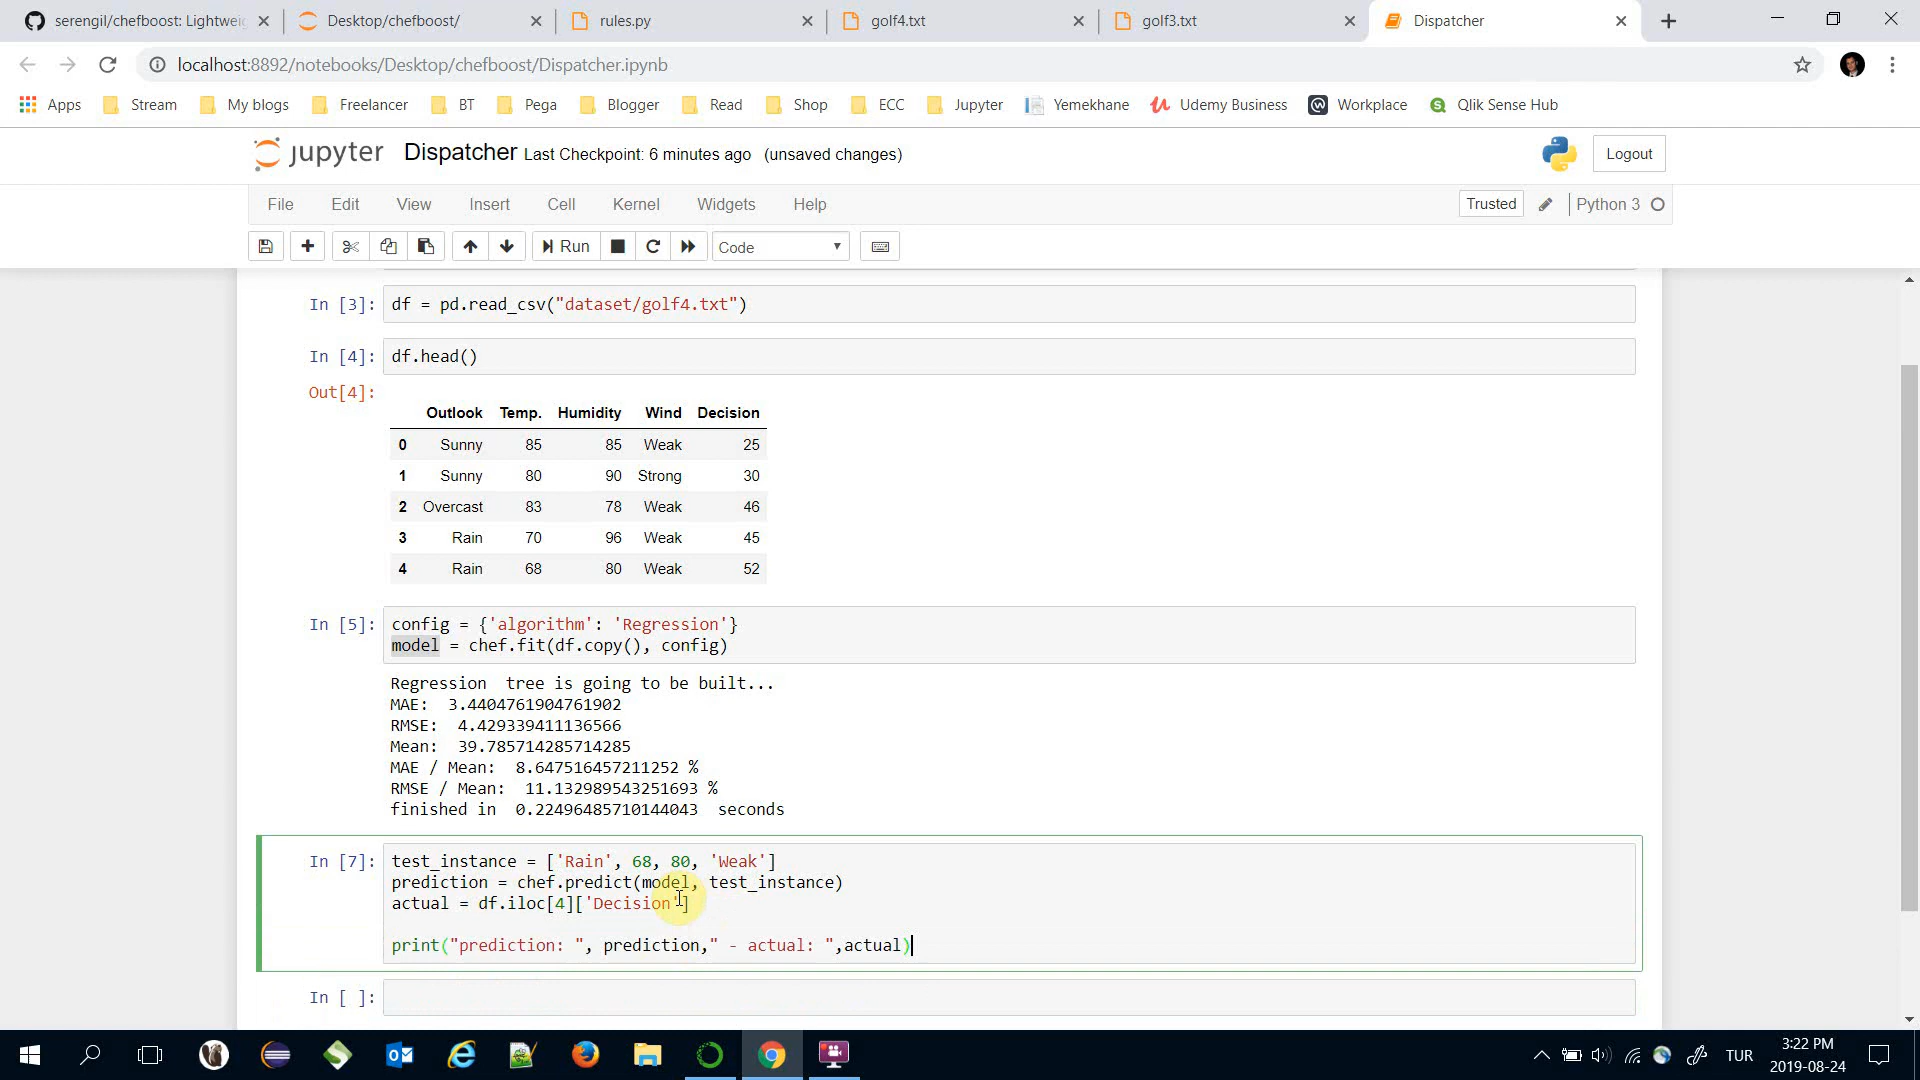 serengil/chefboost: Lightwei
Desktop/chefboost/
rules.py
golf4.txt
golf3.txt
Dispatcher
localhost:8892/notebooks/Desktop/chefboost/Dispatcher.ipynb
Apps Stream My blogs Freelancer BT Pega Blogger Read Shop ECC Jupyter Yemekhane Udemy Business Workplace Qlik Sense Hub
jupyter Dispatcher Last Checkpoint: 6 minutes ago (unsaved changes)
Logout
File Edit View Insert Cell Kernel Widgets Help
Trusted Python 3
Run Code
In [3]: df = pd.read_csv("dataset/golf4.txt")
In [4]: df.head()
Out[4]:
Outlook Temp. Humidity Wind Decision
0 Sunny 85 85 Weak 25
1 Sunny 80 90 Strong 30
2 Overcast 83 78 Weak 46
3 Rain 70 96 Weak 45
4 Rain 68 80 Weak 52
In [5]: config = {'algorithm': 'Regression'}
model = chef.fit(df.copy(), config)
Regression  tree is going to be built...
MAE:  3.4404761904761902
RMSE:  4.429339411136566
Mean:  39.785714285714285
MAE / Mean:  8.647516457211252 %
RMSE / Mean:  11.132989543251693 %
finished in  0.22496485710144043  seconds
In [7]: test_instance = ['Rain', 68, 80, 'Weak']
prediction = chef.predict(model, test_instance)
actual = df.iloc[4]['Decision']
print("prediction: ", prediction," - actual: ",actual)
In [ ]:
TUR
3:22 PM
2019-08-24